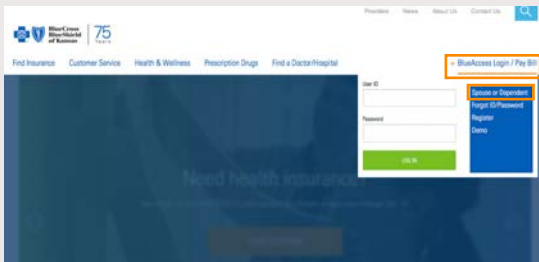 Providers News About Us Contact Us
BlueCross
BlueShield
of Kansas
75
years
Find Insurance Customer Service Health & Wellness Prescription Drugs Find a Doctor/Hospital
+ BlueAccess Login / Pay Bill
User ID
Password
LOG IN
Spouse or Dependent
Forgot ID/Password
Register
Demo
Need health insurance?